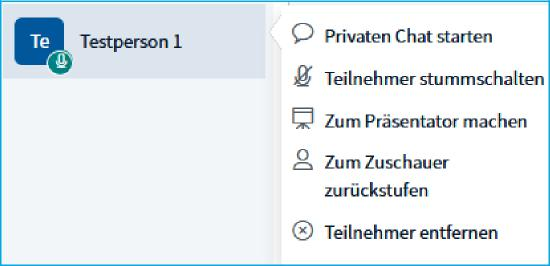 Te
Testperson 1
Privaten Chat starten
Teilnehmer stummschalten
Zum Präsentator machen
Zum Zuschauer
zurückstufen
Teilnehmer entfernen